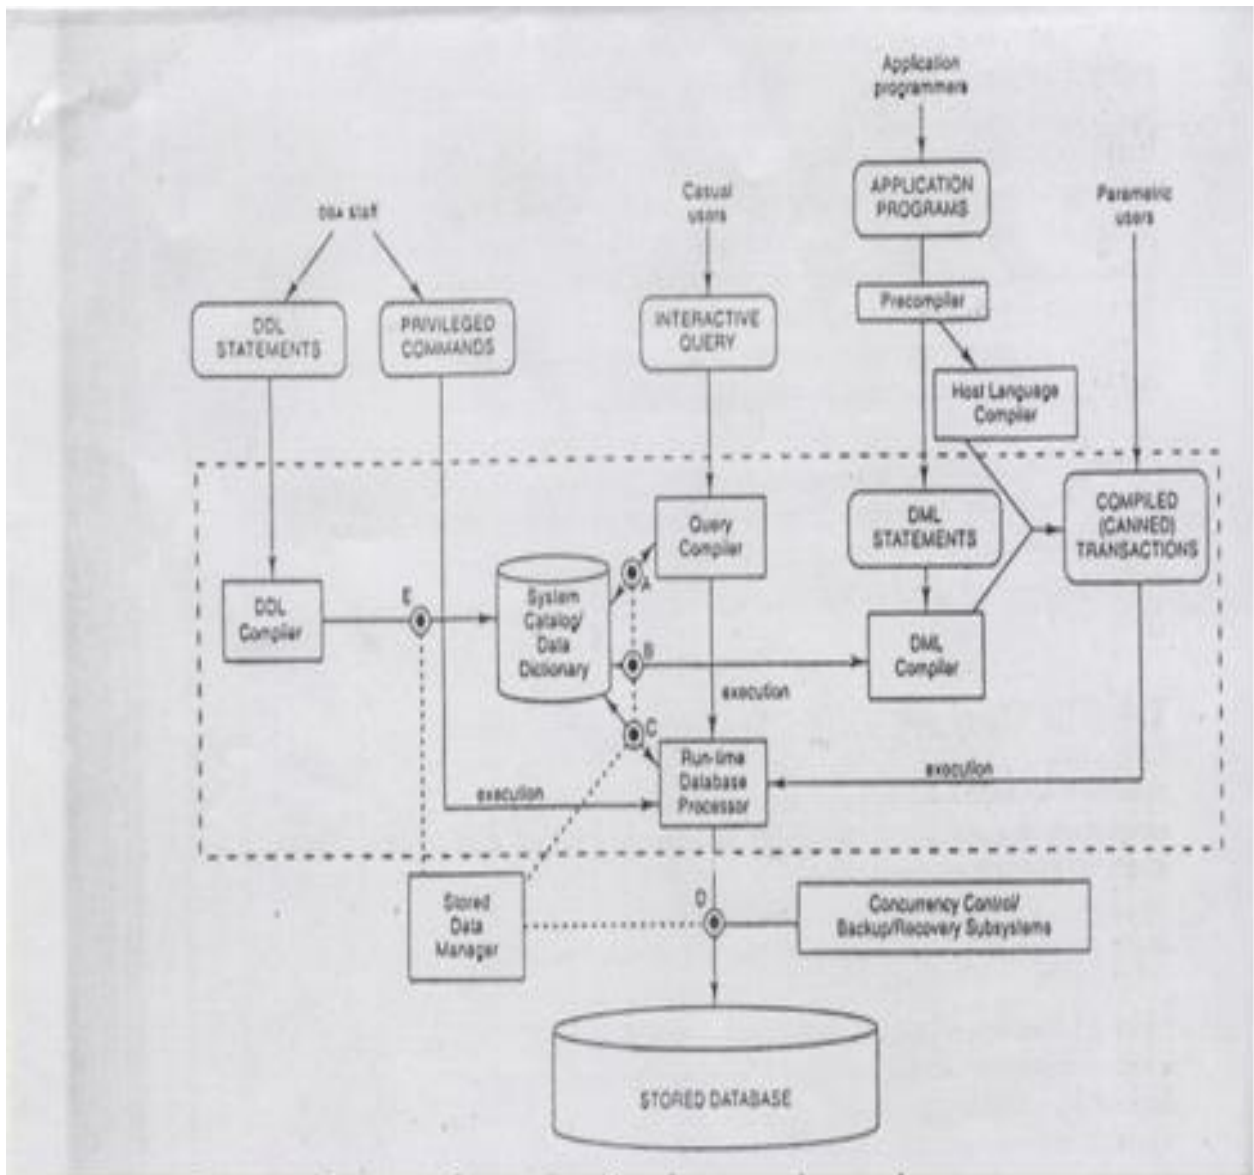 Application
programmers
APPLICATION
PROGRAMS
Casual
users
Parametric
users
DBA staff
Precompiler
DDL
STATEMENTS
PRIVILEGED
COMMANDS
INTERACTIVE
QUERY
Host Language
Compiler
Query
Compiler
DML
STATEMENTS
COMPILED
(CANNED)
TRANSACTIONS
DDL
Compiler
E
System
Catalog/
Data
Dictionary
A
B
C
DML
Compiler
execution
Run-time
Database
Processor
execution
execution
Stored
Data
Manager
D
Concurrency Control/
Backup/Recovery Subsystems
STORED DATABASE